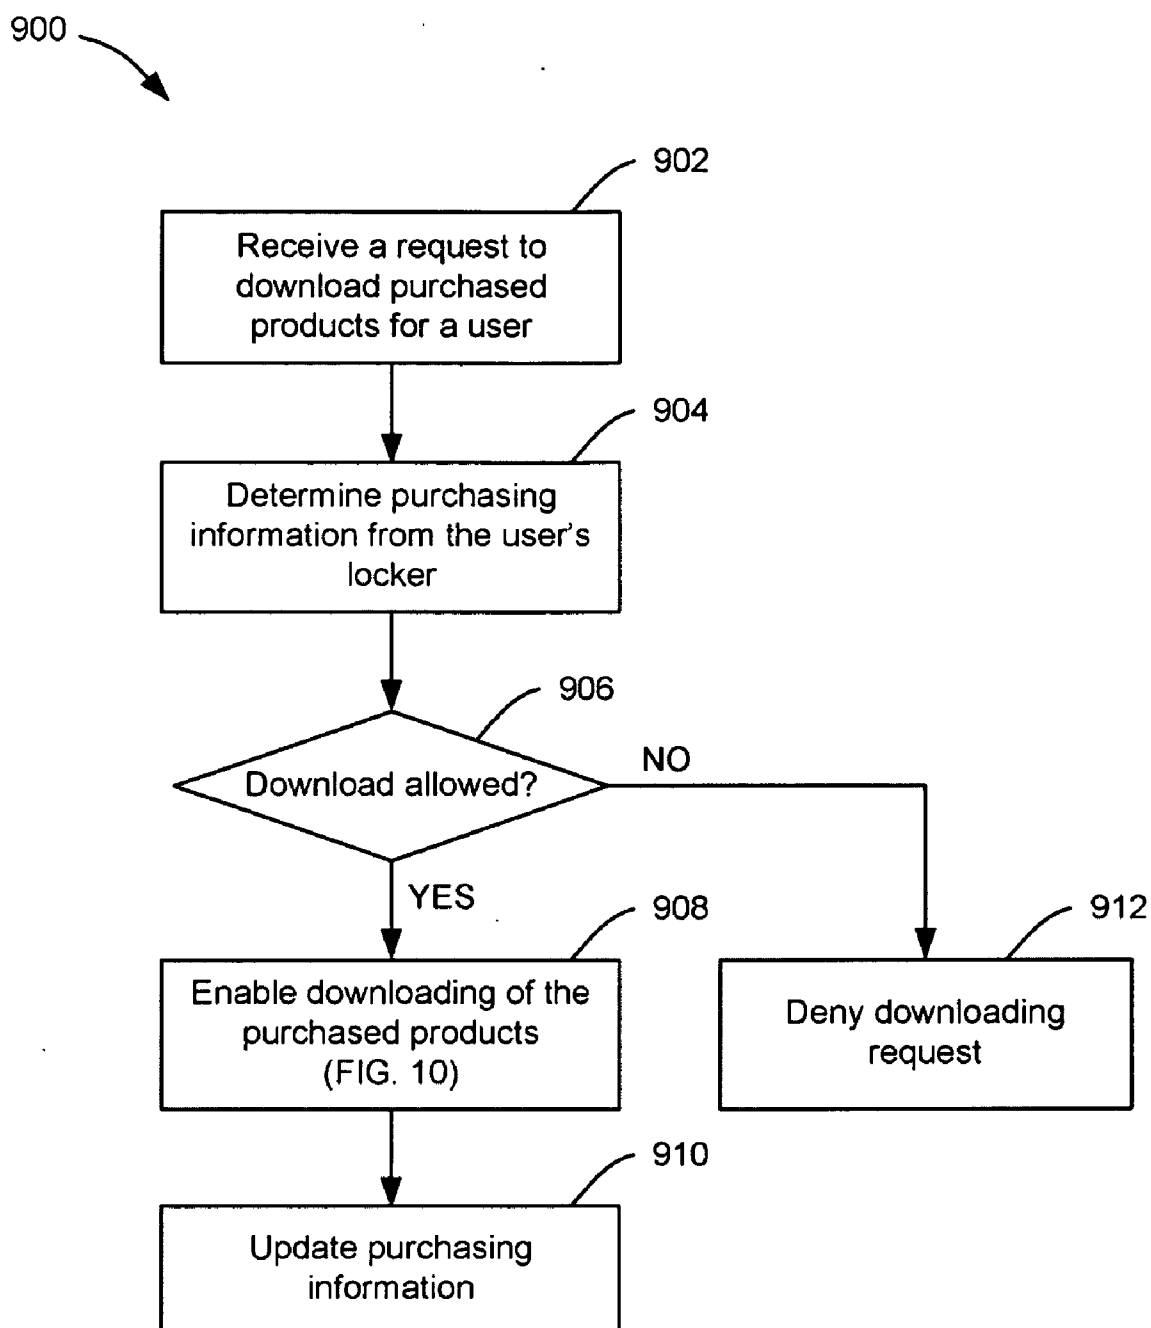 900
902
Receive a request to
download purchased
products for a user
904
Determine purchasing
information from the user's
locker
906
Download allowed?
NO
YES
908
Enable downloading of the
purchased products
(FIG. 10)
912
Deny downloading
request
910
Update purchasing
information